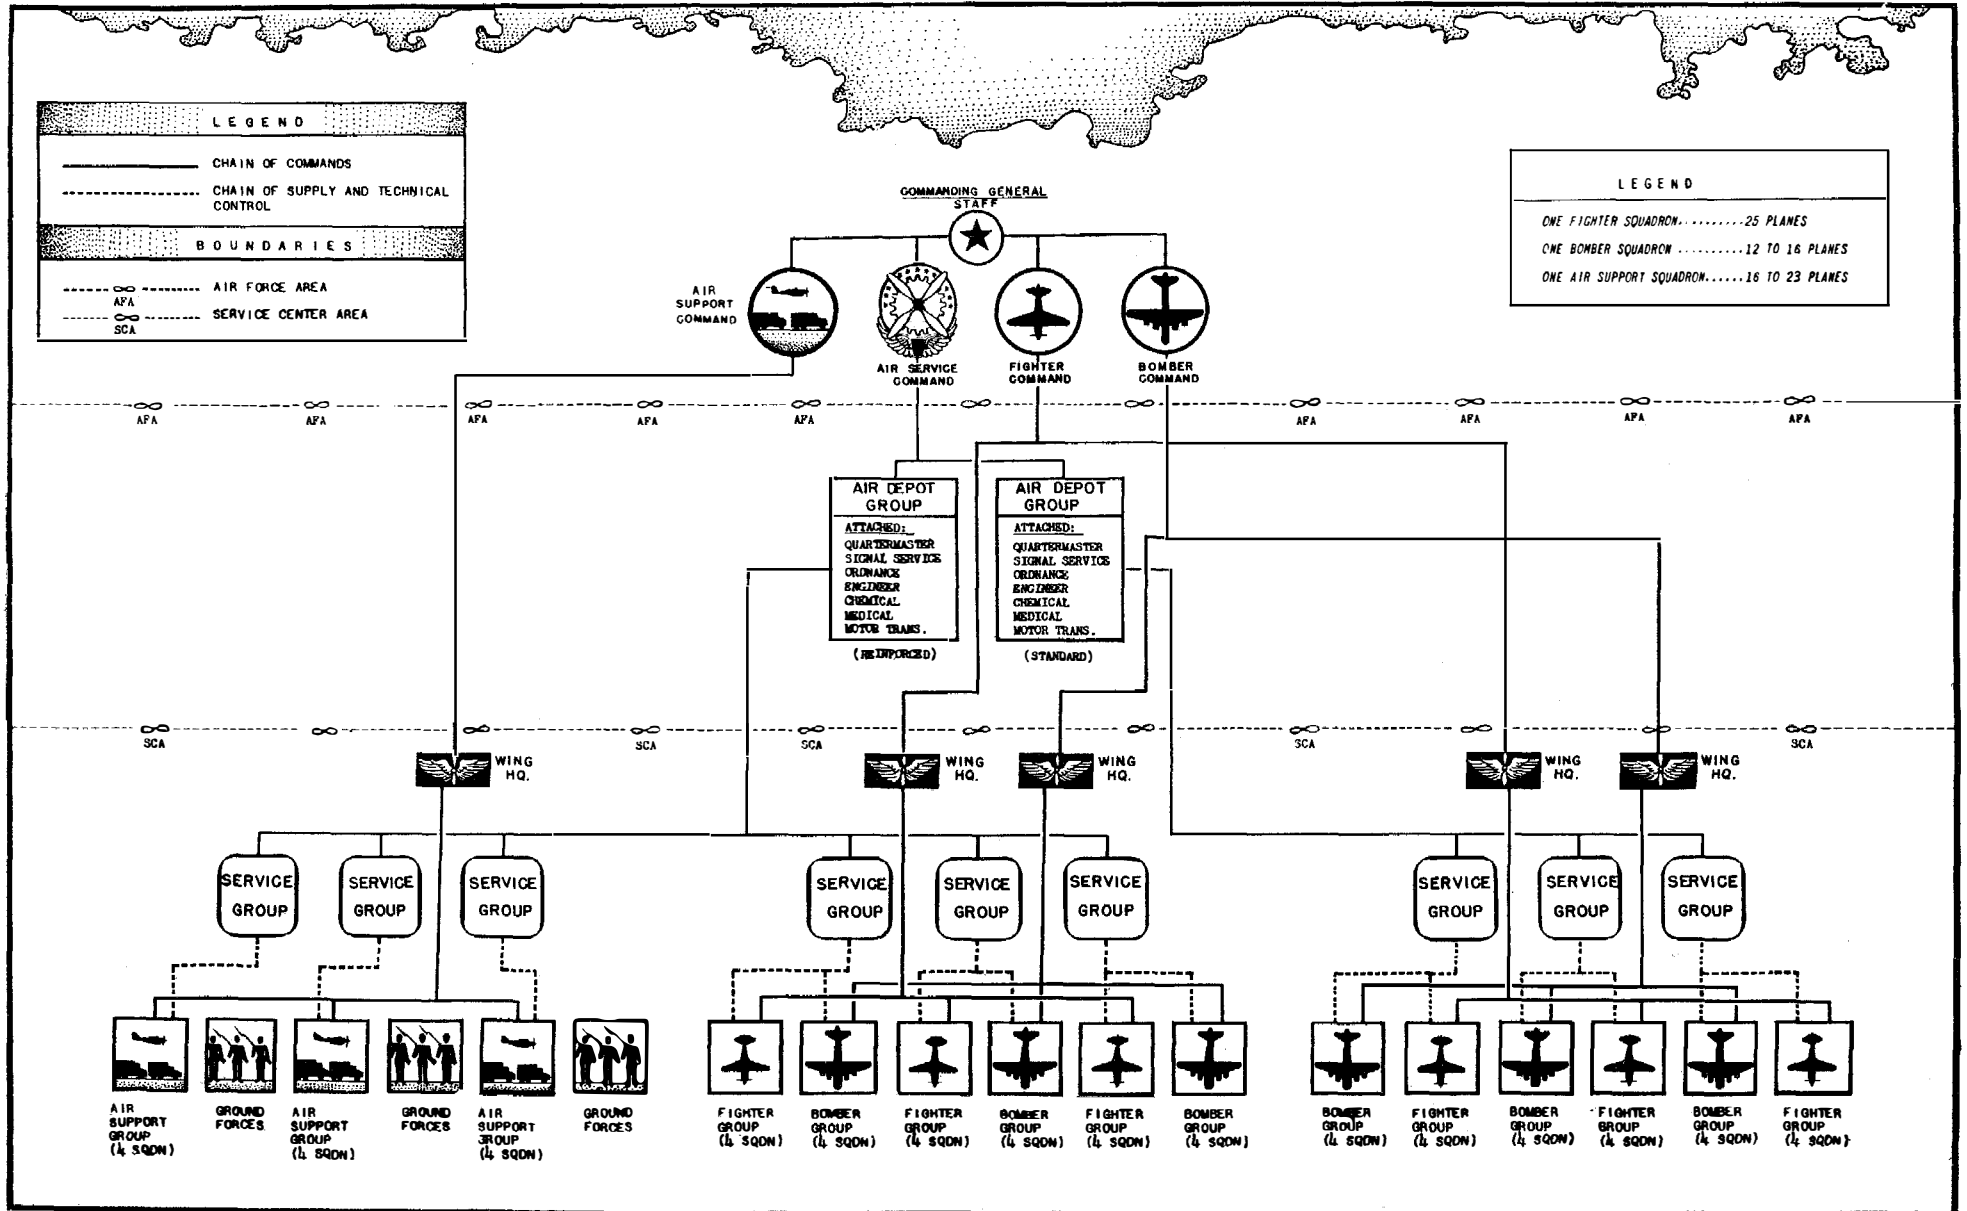 LEGEND
CHAIN OF COMMANDS
CHAIN OF SUPPLY AND TECHNICAL
CONTROL
BOUNDARIES
AFA
AIR FORCE AREA
SCA
SERVICE CENTER AREA
COMMANDING GENERAL
STAFF
LEGEND
ONE FIGHTER SQUADRON..........25 PLANES
ONE BOMBER SQUADRON..........12 TO 16 PLANES
ONE AIR SUPPORT SQUADRON......16 TO 23 PLANES
AIR
SUPPORT
COMMAND
AIR SERVICE
COMMAND
FIGHTER
COMMAND
BOMBER
COMMAND
AFA
AFA
AFA
AFA
AFA
AFA
AFA
AFA
AFA
AIR DEPOT
GROUP
ATTACHED:
QUARTERMASTER
SIGNAL SERVICE
ORDNANCE
ENGINEER
CHEMICAL
MEDICAL
MOTOR TRANS.
(REINFORCED)
AIR DEPOT
GROUP
ATTACHED:
QUARTERMASTER
SIGNAL SERVICE
ORDNANCE
ENGINEER
CHEMICAL
MEDICAL
MOTOR TRANS.
(STANDARD)
SCA
SCA
SCA
SCA
SCA
WING
HQ.
WING
HQ.
WING
HQ.
WING
HQ.
WING
HQ.
SERVICE
GROUP
SERVICE
GROUP
SERVICE
GROUP
SERVICE
GROUP
SERVICE
GROUP
SERVICE
GROUP
SERVICE
GROUP
SERVICE
GROUP
SERVICE
GROUP
AIR
SUPPORT
GROUP
(4 SQDN)
GROUND
FORCES
AIR
SUPPORT
GROUP
(4 SQDN)
GROUND
FORCES
AIR
SUPPORT
GROUP
(4 SQDN)
GROUND
FORCES
FIGHTER
GROUP
(4 SQDN)
BOMBER
GROUP
(4 SQDN)
FIGHTER
GROUP
(4 SQDN)
BOMBER
GROUP
(4 SQDN)
FIGHTER
GROUP
(4 SQDN)
BOMBER
GROUP
(4 SQDN)
BOMBER
GROUP
(4 SQDN)
FIGHTER
GROUP
(4 SQDN)
BOMBER
GROUP
(4 SQDN)
FIGHTER
GROUP
(4 SQDN)
BOMBER
GROUP
(4 SQDN)
FIGHTER
GROUP
(4 SQDN)